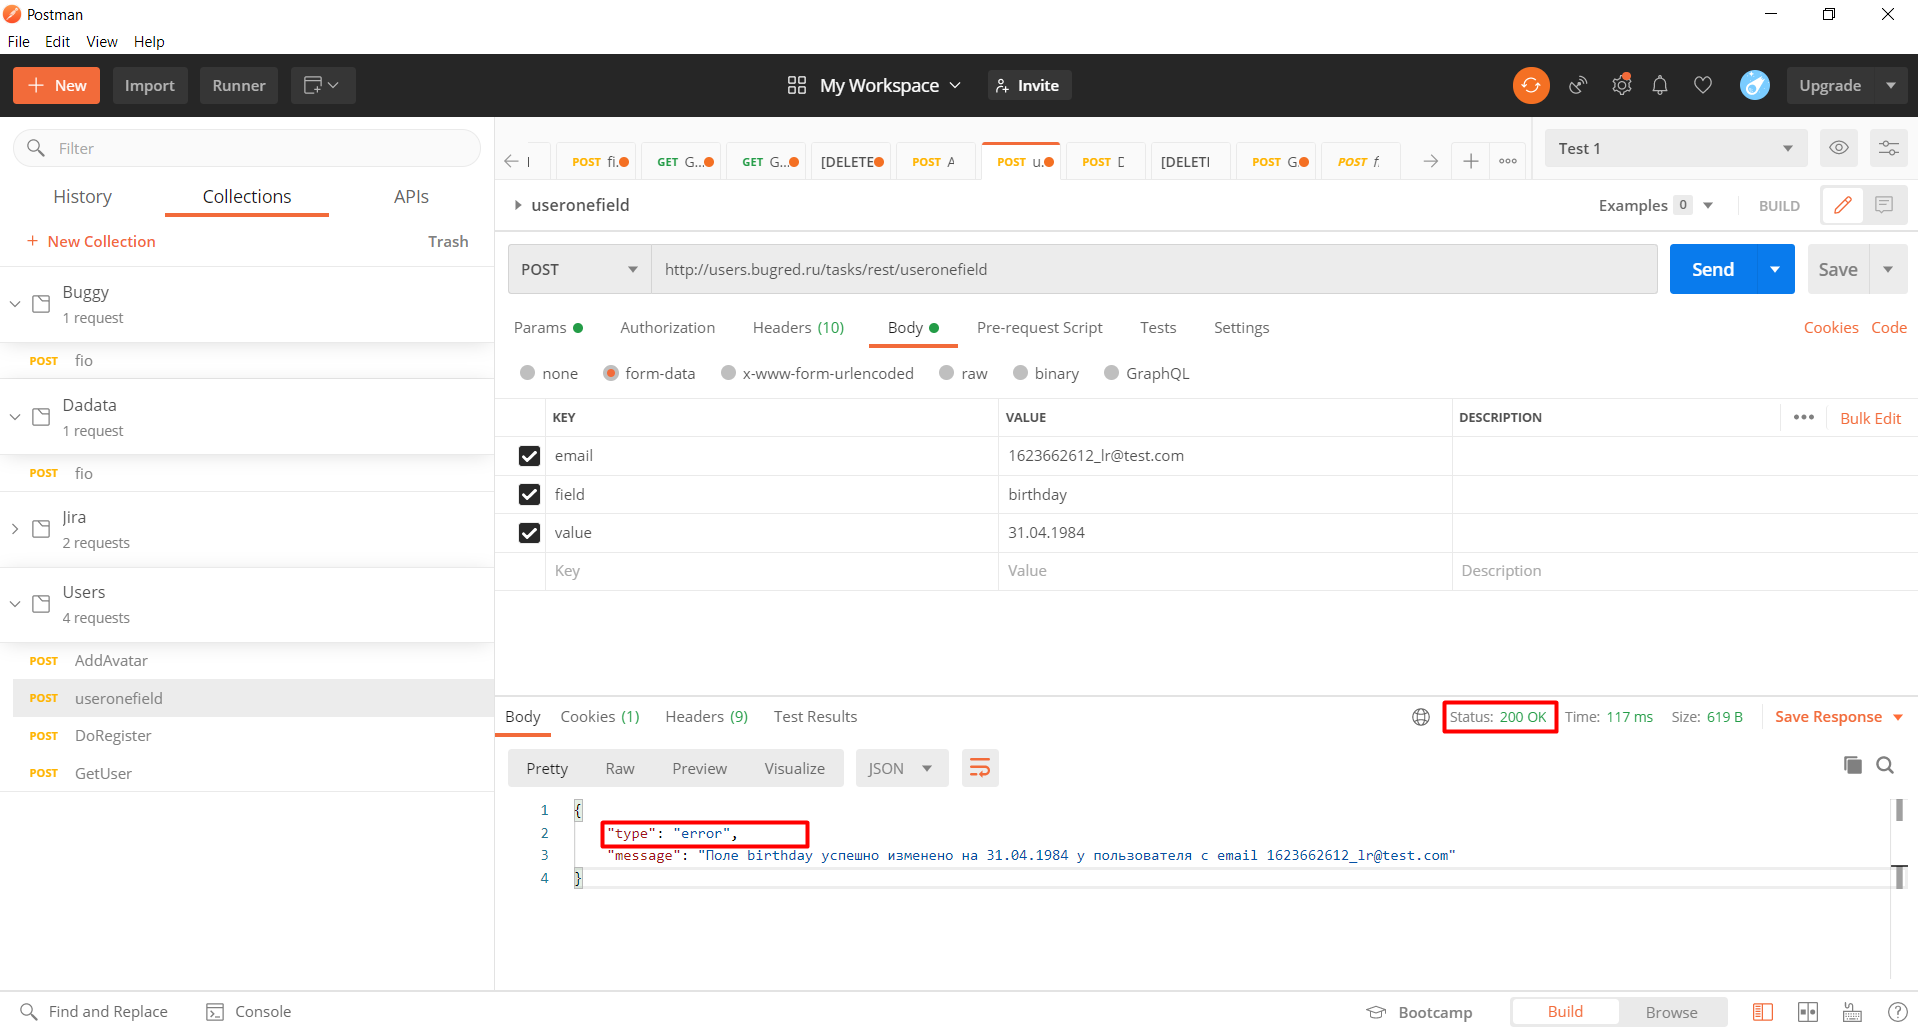 Postman
File Edit View Help
New Import Runner My Workspace Invite Upgrade
Filter
History Collections APIs
+ New Collection Trash
Buggy
1 request
POST fio
Dadata
1 request
POST fio
Jira
2 requests
Users
4 requests
POST AddAvatar
POST useronefield
POST DoRegister
POST GetUser
POST fi. GET G... GET G... [DELETE POST A POST u. POST [DELETI POST G. POST f. Test 1
useronefield Examples 0 BUILD
POST http://users.bugred.ru/tasks/rest/useronefield Send Save
Params Authorization Headers (10) Body Pre-request Script Tests Settings Cookies Code
none form-data x-www-form-urlencoded raw binary GraphQL
KEY VALUE DESCRIPTION ••• Bulk Edit
email 1623662612_lr@test.com
field birthday
value 31.04.1984
Key Value Description
Body Cookies (1) Headers (9) Test Results Status: 200 OK Time: 117 ms Size: 619 B Save Response
Pretty Raw Preview Visualize JSON
1 {
2 "type": "error",
3 "message": "Поле birthday успешно изменено на 31.04.1984 у пользователя с email 1623662612_lr@test.com"
4 }
Find and Replace Console Bootcamp Build Browse